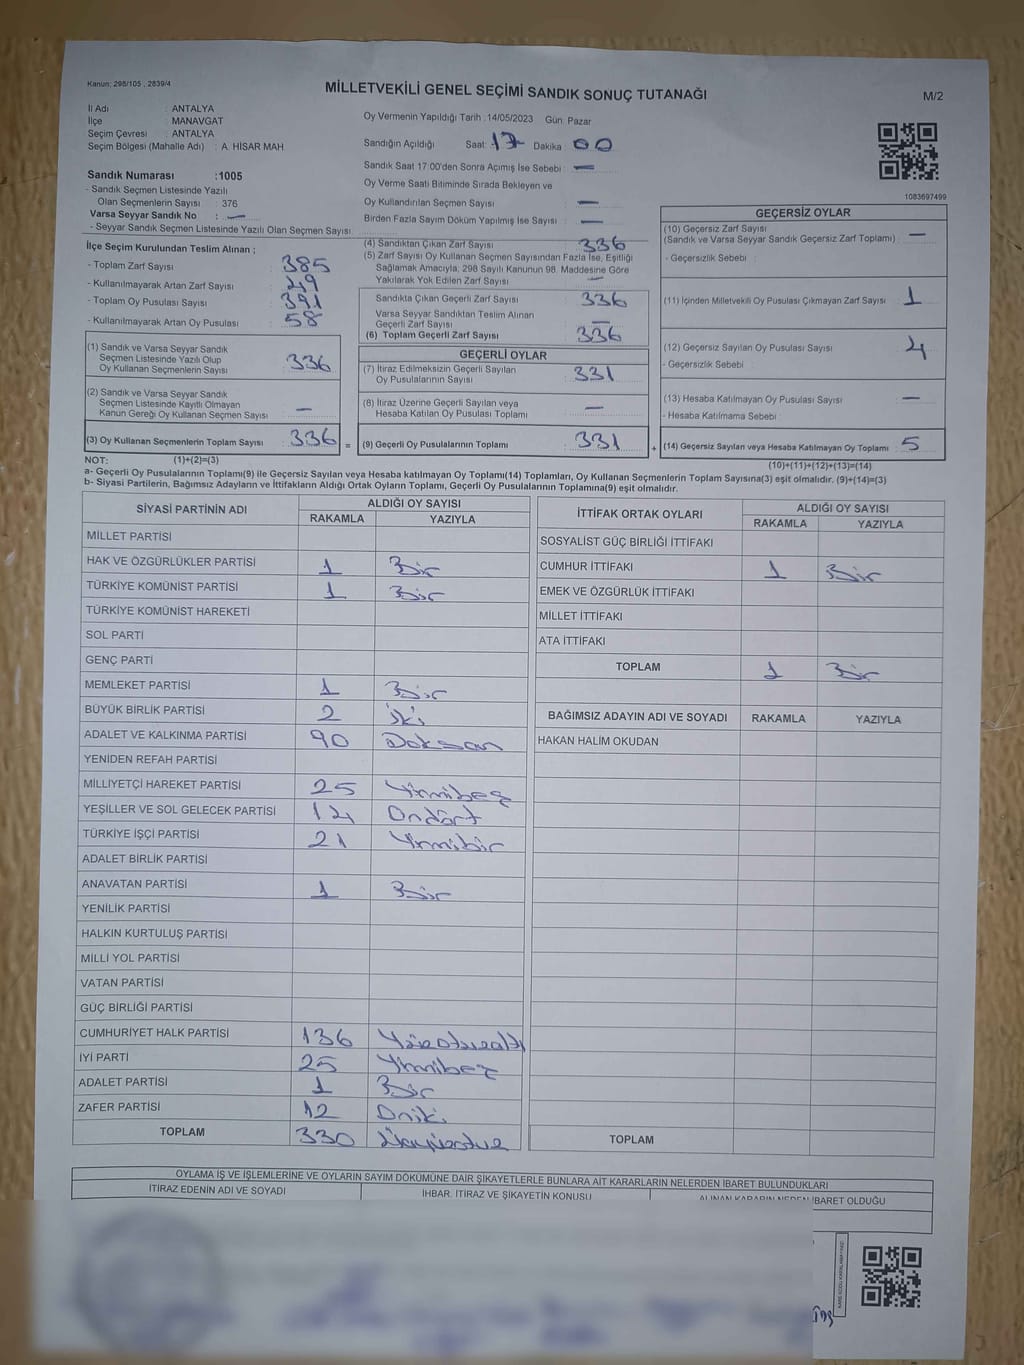 Kanun: 298/105 , 2839/4
MİLLETVEKİLİ GENEL SEÇİMİ SANDIK SONUÇ TUTANAĞI
M/2
İl Adı : ANTALYA
İlçe : MANAVGAT
Seçim Çevresi : ANTALYA
Seçim Bölgesi (Mahalle Adı) : A. HİSAR MAH
Sandık Numarası :1005
- Sandık Seçmen Listesinde Yazılı
Olan Seçmenlerin Sayısı : 376
Varsa Seyyar Sandık No : —
- Seyyar Sandık Seçmen Listesinde Yazılı Olan Seçmen Sayısı
Oy Vermenin Yapıldığı Tarih : 14/05/2023 Gün: Pazar
Sandığın Açıldığı Saat: 17 Dakika: 00
Sandık Saat 17:00'den Sonra Açımış İse Sebebi : —
Oy Verme Saati Bitiminde Sırada Bekleyen ve
Oy Kullandırılan Seçmen Sayısı —
Birden Fazla Sayım Döküm Yapılmış İse Sayısı —
1083697499
İlçe Seçim Kurulundan Teslim Alınan ;
- Toplam Zarf Sayısı : 385
- Kullanılmayarak Artan Zarf Sayısı : 49
- Toplam Oy Pusulası Sayısı : 391
- Kullanılmayarak Artan Oy Pusulası : 58
(1) Sandık ve Varsa Seyyar Sandık
Seçmen Listesinde Yazılı Olup
Oy Kullanan Seçmenlerin Sayısı : 336
(2) Sandık ve Varsa Seyyar Sandık
Seçmen Listesinde Kayıtlı Olmayan
Kanun Gereği Oy Kullanan Seçmen Sayısı : —
(3) Oy Kullanan Seçmenlerin Toplam Sayısı : 336 =
(4) Sandıktan Çıkan Zarf Sayısı 336
(5) Zarf Sayısı Oy Kullanan Seçmen Sayısından Fazla İse, Eşitliği
Sağlamak Amacıyla; 298 Sayılı Kanunun 98. Maddesine Göre
Yakılarak Yok Edilen Zarf Sayısı —
Sandıkta Çıkan Geçerli Zarf Sayısı : 336
Varsa Seyyar Sandıktan Teslim Alınan
Geçerli Zarf Sayısı : —
(6) Toplam Geçerli Zarf Sayısı : 336
GEÇERLİ OYLAR
(7) İtiraz Edilmeksizin Geçerli Sayılan
Oy Pusulalarının Sayısı : 331
(8) İtiraz Üzerine Geçerli Sayılan veya
Hesaba Katılan Oy Pusulası Toplamı : —
(9) Geçerli Oy Pusulalarının Toplamı : 331 +
GEÇERSİZ OYLAR
(10) Geçersiz Zarf Sayısı
(Sandık ve Varsa Seyyar Sandık Geçersiz Zarf Toplamı) : —
- Geçersizlik Sebebi :
(11) İçinden Milletvekili Oy Pusulası Çıkmayan Zarf Sayısı : 1
(12) Geçersiz Sayılan Oy Pusulası Sayısı : 4
- Geçersizlik Sebebi :
(13) Hesaba Katılmayan Oy Pusulası Sayısı : —
- Hesaba Katılmama Sebebi :
(14) Geçersiz Sayılan veya Hesaba Katılmayan Oy Toplamı : 5
NOT: (1)+(2)=(3)
(10)+(11)+(12)+(13)=(14)
a- Geçerli Oy Pusulalarının Toplamı(9) ile Geçersiz Sayılan veya Hesaba katılmayan Oy Toplamı(14) Toplamları, Oy Kullanan Seçmenlerin Toplam Sayısına(3) eşit olmalıdır. (9)+(14)=(3)
b- Siyasi Partilerin, Bağımsız Adayların ve İttifakların Aldığı Ortak Oyların Toplamı, Geçerli Oy Pusulalarının Toplamına(9) eşit olmalıdır.
SİYASİ PARTİNİN ADI ALDIĞI OY SAYISI
RAKAMLA YAZIYLA
MİLLET PARTİSİ
HAK VE ÖZGÜRLÜKLER PARTİSİ 1 Bir
TÜRKİYE KOMÜNİST PARTİSİ 1 Bir
TÜRKİYE KOMÜNİST HAREKETİ
SOL PARTİ
GENÇ PARTİ
MEMLEKET PARTİSİ 1 Bir
BÜYÜK BİRLİK PARTİSİ 2 iki
ADALET VE KALKINMA PARTİSİ 90 Doksan
YENİDEN REFAH PARTİSİ
MİLLİYETÇİ HAREKET PARTİSİ 25 Yirmibeş
YEŞİLLER VE SOL GELECEK PARTİSİ 14 Ondört
TÜRKİYE İŞÇİ PARTİSİ 21 Yirmibir
ADALET BİRLİK PARTİSİ
ANAVATAN PARTİSİ 1 Bir
YENİLİK PARTİSİ
HALKIN KURTULUŞ PARTİSİ
MİLLİ YOL PARTİSİ
VATAN PARTİSİ
GÜÇ BİRLİĞİ PARTİSİ
CUMHURİYET HALK PARTİSİ 136 Yüzotuzaltı
İYİ PARTİ 25 Yirmibeş
ADALET PARTİSİ 1 Bir
ZAFER PARTİSİ 12 Oniki
TOPLAM 330 Üçyüzotuz
İTTİFAK ORTAK OYLARI ALDIĞI OY SAYISI
RAKAMLA YAZIYLA
SOSYALİST GÜÇ BİRLİĞİ İTTİFAKI
CUMHUR İTTİFAKI 1 Bir
EMEK VE ÖZGÜRLÜK İTTİFAKI
MİLLET İTTİFAKI
ATA İTTİFAKI
TOPLAM 1 Bir
BAĞIMSIZ ADAYIN ADI VE SOYADI RAKAMLA YAZIYLA
HAKAN HALİM OKUDAN
TOPLAM
OYLAMA İŞ VE İŞLEMLERİNE VE OYLARIN SAYIM DÖKÜMÜNE DAİR ŞİKAYETLERLE BUNLARA AİT KARARLARIN NELERDEN İBARET BULUNDUKLARI
İTİRAZ EDENİN ADI VE SOYADI İHBAR, İTİRAZ VE ŞİKAYETİN KONUSU ALINAN KARARIN NEDEN İBARET OLDUĞU